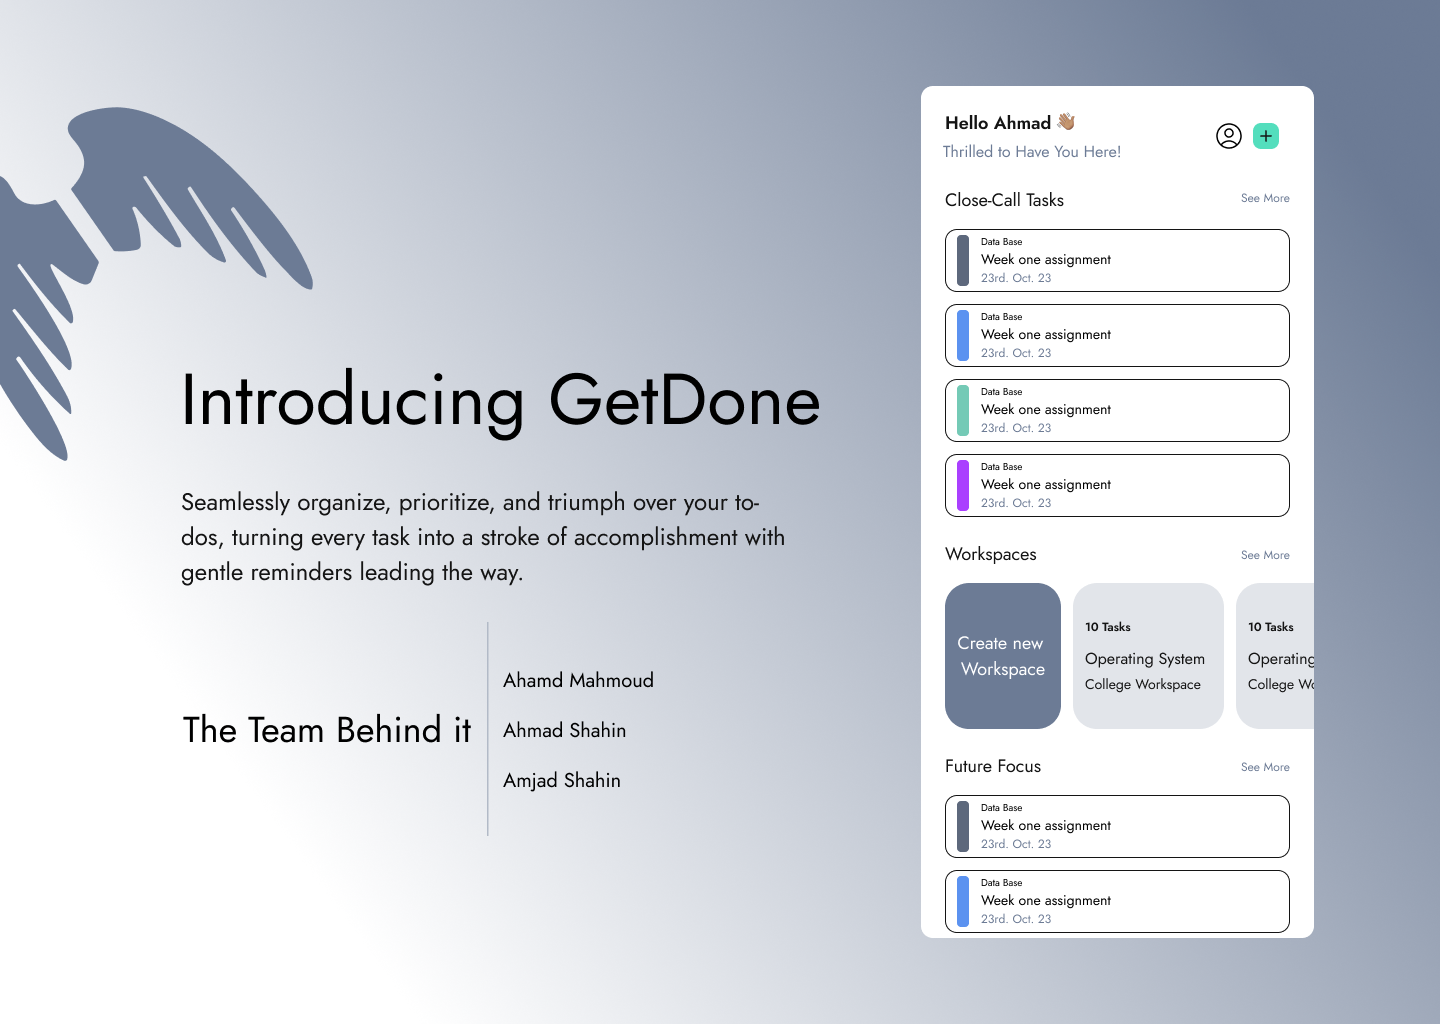 Introducing GetDone
Seamlessly organize, prioritize, and triumph over your to-
dos, turning every task into a stroke of accomplishment with
gentle reminders leading the way.
The Team Behind it
Ahamd Mahmoud
Ahmad Shahin
Amjad Shahin
Hello Ahmad 👋🏽
Thrilled to Have You Here!
Close-Call Tasks
See More
Data Base
Week one assignment
23rd. Oct. 23
Data Base
Week one assignment
23rd. Oct. 23
Data Base
Week one assignment
23rd. Oct. 23
Data Base
Week one assignment
23rd. Oct. 23
Workspaces
See More
Create new
Workspace
10 Tasks
Operating System
College Workspace
10 Tasks
Operating
College Wo
Future Focus
See More
Data Base
Week one assignment
23rd. Oct. 23
Data Base
Week one assignment
23rd. Oct. 23